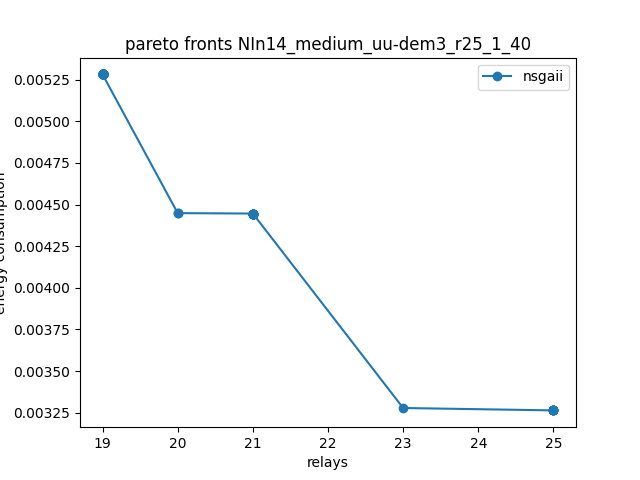 pareto fronts NIn14_medium_uu-dem3_r25_1_40
nsgaii
0.00525
0.00500
0.00475
0.00450
0.00425
0.00400
0.00375
0.00350
0.00325
energy consumption
19 20 21 22 23 24 25
relays